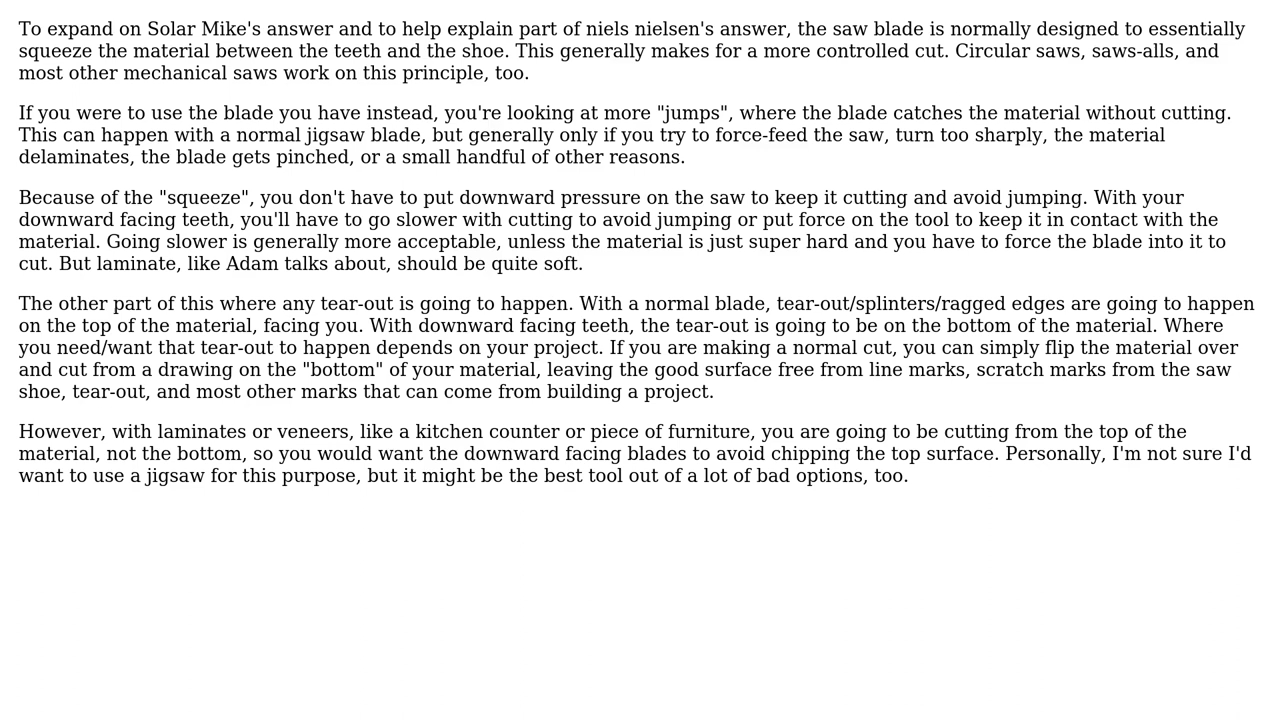 To expand on Solar Mike's answer and to help explain part of niels nielsen's answer, the saw blade is normally designed to essentially
squeeze the material between the teeth and the shoe. This generally makes for a more controlled cut. Circular saws, saws-alls, and
most other mechanical saws work on this principle, too.
If you were to use the blade you have instead, you're looking at more "jumps", where the blade catches the material without cutting.
This can happen with a normal jigsaw blade, but generally only if you try to force-feed the saw, turn too sharply, the material
delaminates, the blade gets pinched, or a small handful of other reasons.
Because of the "squeeze", you don't have to put downward pressure on the saw to keep it cutting and avoid jumping. With your
downward facing teeth, you'll have to go slower with cutting to avoid jumping or put force on the tool to keep it in contact with the
material. Going slower is generally more acceptable, unless the material is just super hard and you have to force the blade into it to
cut. But laminate, like Adam talks about, should be quite soft.
The other part of this where any tear-out is going to happen. With a normal blade, tear-out/splinters/ragged edges are going to happen
on the top of the material, facing you. With downward facing teeth, the tear-out is going to be on the bottom of the material. Where
you need/want that tear-out to happen depends on your project. If you are making a normal cut, you can simply flip the material over
and cut from a drawing on the "bottom" of your material, leaving the good surface free from line marks, scratch marks from the saw
shoe, tear-out, and most other marks that can come from building a project.
However, with laminates or veneers, like a kitchen counter or piece of furniture, you are going to be cutting from the top of the
material, not the bottom, so you would want the downward facing blades to avoid chipping the top surface. Personally, I'm not sure I'd
want to use a jigsaw for this purpose, but it might be the best tool out of a lot of bad options, too.